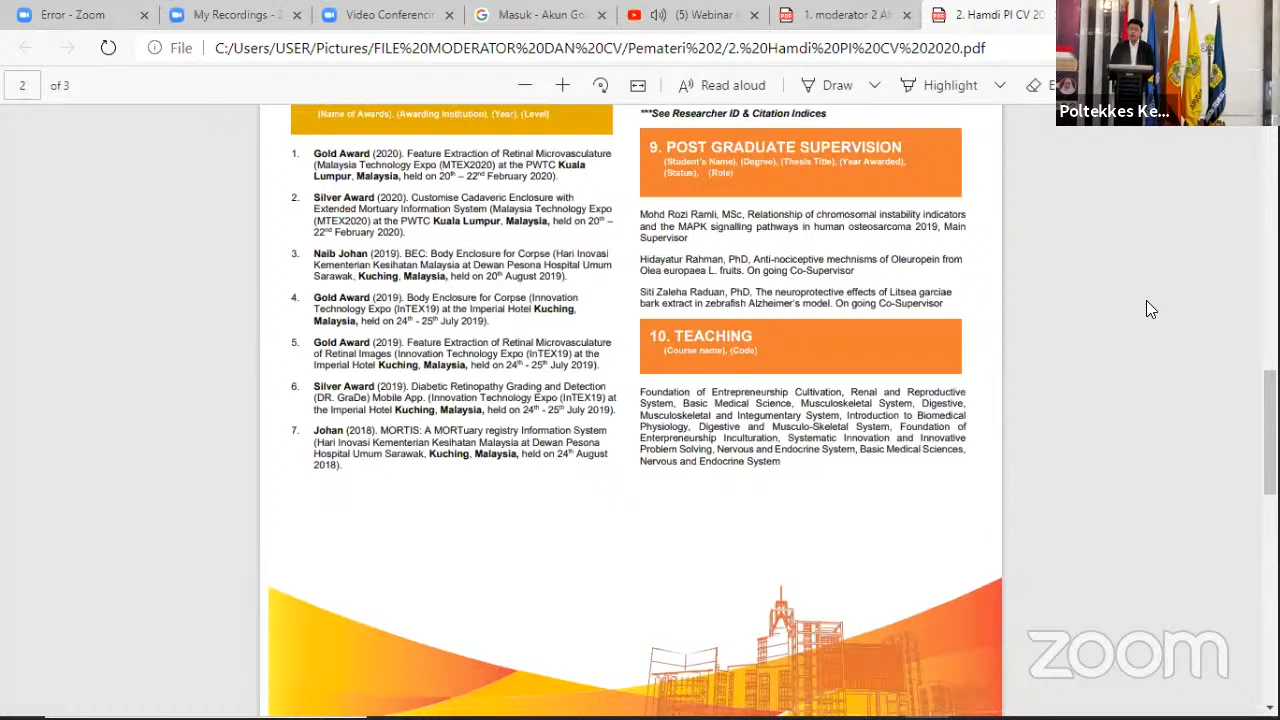 Error - Zoom
My Recordings - Z
Video Conferencin
Masuk - Akun Goo
(5) Webinar
1. moderator 2 Al
2. Hamdi PI CV 20
File
C:/Users/USER/Pictures/FILE%20MODERATOR%20DAN%20CV/Pemateri%202/2.%20Hamdi%20PI%20CV%202020.pdf
2 of 3
Read aloud
Draw
Highlight
E
Poltekkes Ke...
(Name of Awards), (Awarding Institution), (Year), (Level)
1. Gold Award (2020). Feature Extraction of Retinal Microvasculature
(Malaysia Technology Expo (MTEX2020) at the PWTC Kuala
Lumpur, Malaysia, held on 20th – 22nd February 2020).
2. Silver Award (2020). Customise Cadaveric Enclosure with
Extended Mortuary Information System (Malaysia Technology Expo
(MTEX2020) at the PWTC Kuala Lumpur, Malaysia, held on 20th –
22nd February 2020).
3. Naib Johan (2019). BEC: Body Enclosure for Corpse (Hari Inovasi
Kementerian Kesihatan Malaysia at Dewan Pesona Hospital Umum
Sarawak, Kuching, Malaysia, held on 20th August 2019).
4. Gold Award (2019). Body Enclosure for Corpse (Innovation
Technology Expo (InTEX19) at the Imperial Hotel Kuching,
Malaysia, held on 24th - 25th July 2019).
5. Gold Award (2019). Feature Extraction of Retinal Microvasculature
of Retinal Images (Innovation Technology Expo (InTEX19) at the
Imperial Hotel Kuching, Malaysia, held on 24th - 25th July 2019).
6. Silver Award (2019). Diabetic Retinopathy Grading and Detection
(DR. GraDe) Mobile App. (Innovation Technology Expo (InTEX19) at
the Imperial Hotel Kuching, Malaysia, held on 24th - 25th July 2019).
7. Johan (2018). MORTIS: A MORTuary registry Information System
(Hari Inovasi Kementerian Kesihatan Malaysia at Dewan Pesona
Hospital Umum Sarawak, Kuching, Malaysia, held on 24th August
2018).
***See Researcher ID & Citation Indices
9. POST GRADUATE SUPERVISION
(Student's Name), (Degree), (Thesis Title), (Year Awarded),
(Status), (Role)
Mohd Rozi Ramli, MSc, Relationship of chromosomal instability indicators
and the MAPK signalling pathways in human osteosarcoma 2019, Main
Supervisor
Hidayatur Rahman, PhD, Anti-nociceptive mechnisms of Oleuropein from
Olea europaea L. fruits. On going Co-Supervisor
Siti Zaleha Raduan, PhD, The neuroprotective effects of Litsea garciae
bark extract in zebrafish Alzheimer's model. On going Co-Supervisor
10. TEACHING
(Course name), (Code)
Foundation of Entrepreneurship Cultivation, Renal and Reproductive
System, Basic Medical Science, Musculoskeletal System, Digestive,
Musculoskeletal and Integumentary System, Introduction to Biomedical
Physiology, Digestive and Musculo-Skeletal System, Foundation of
Enterpreneurship Inculturation, Systematic Innovation and Innovative
Problem Solving, Nervous and Endocrine System, Basic Medical Sciences,
Nervous and Endocrine System
zoom